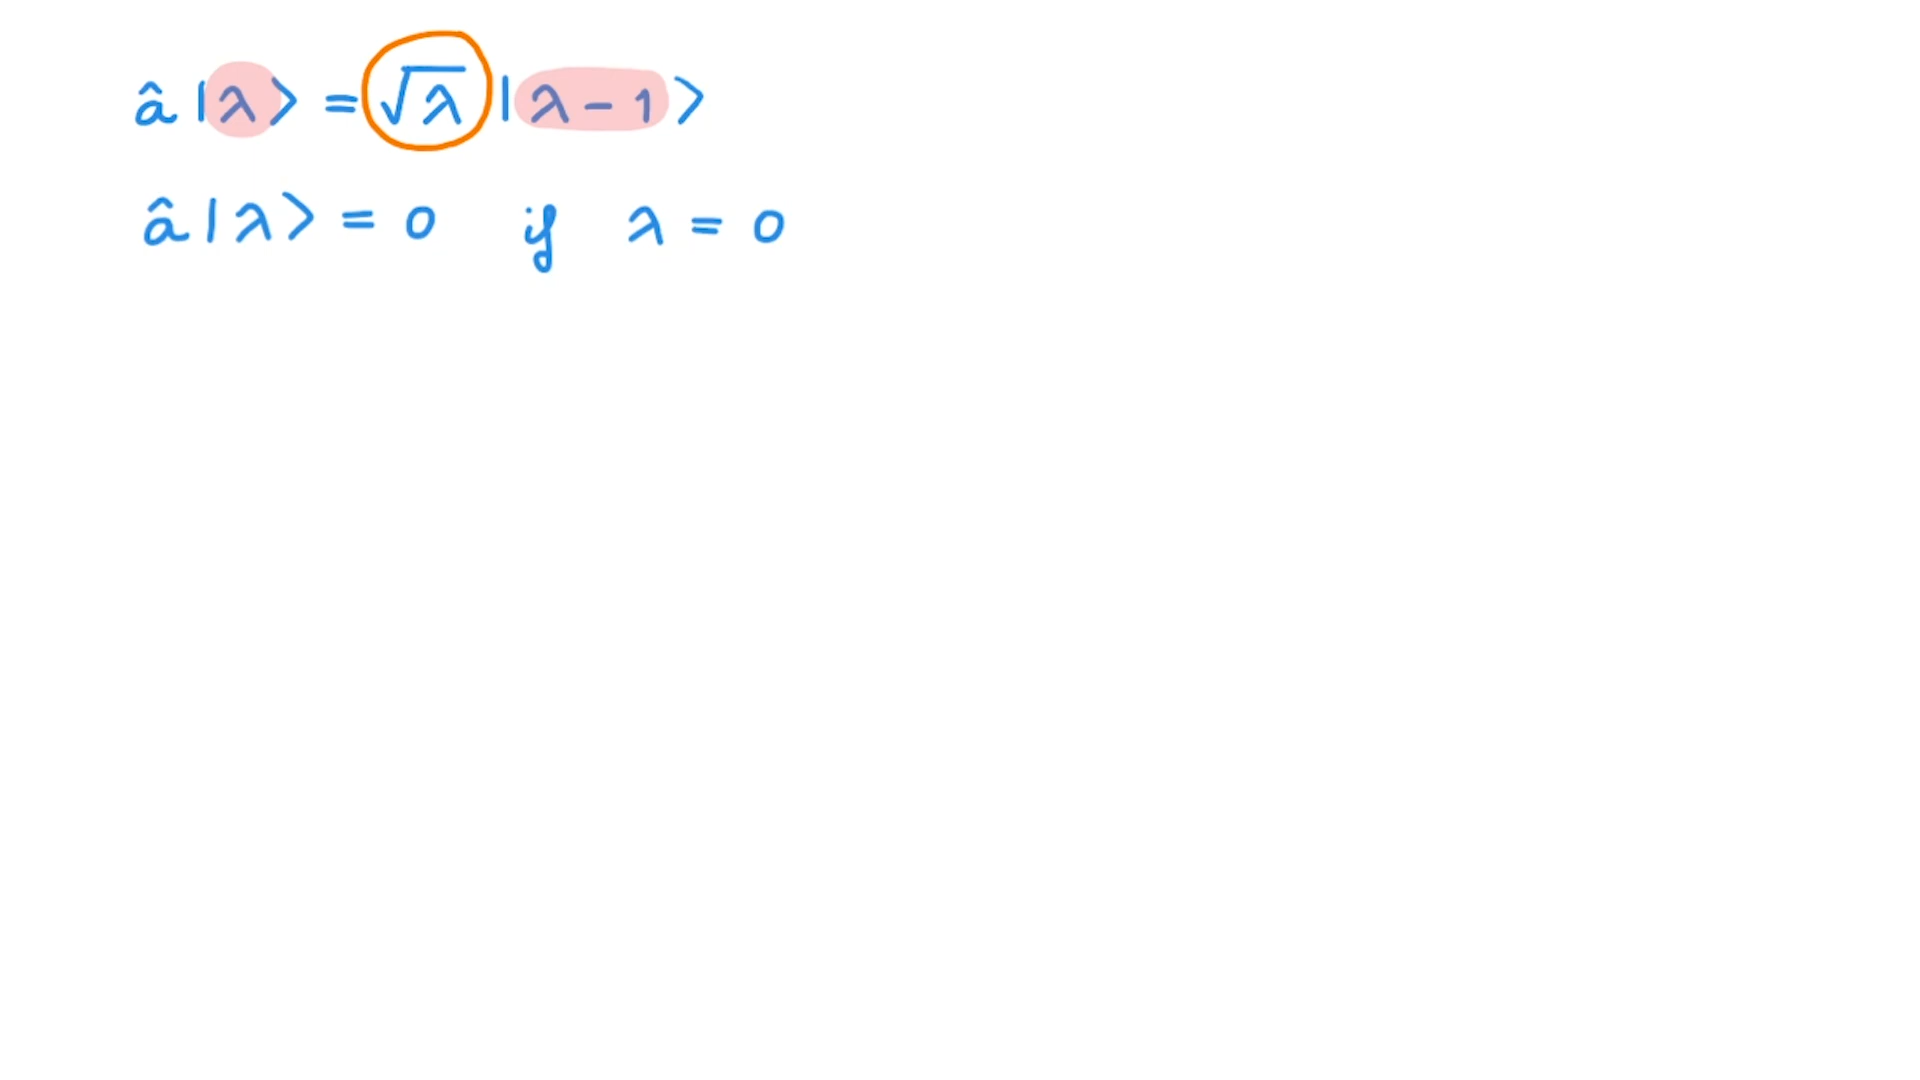 â |λ⟩ = √λ |λ - 1⟩
â |λ⟩ = 0 if λ = 0